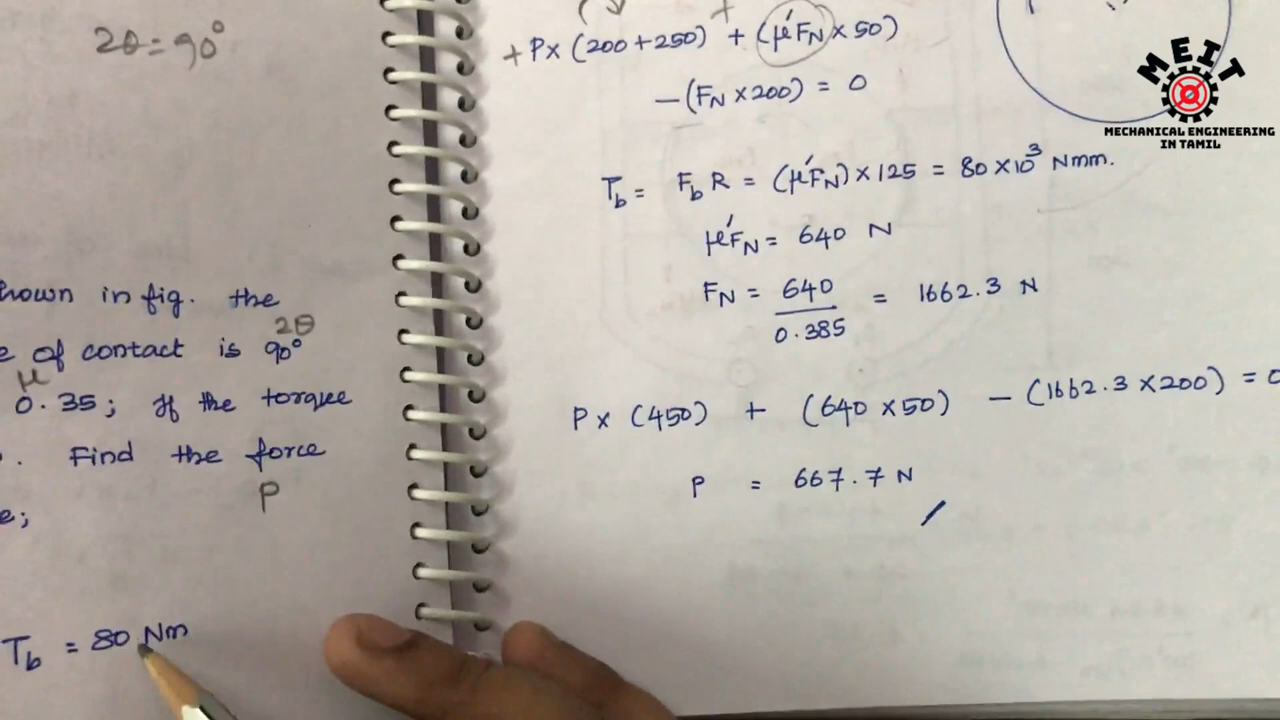 2θ = 90°
hown in fig. the
2θ
e of contact is 90°
μ
0.35; If the torque
. Find the force
P
e;
T_b = 80 Nm
+ P × (200 + 250) + (μ'F_N × 50)
- (F_N × 200) = 0
T_b = F_b R = (μ'F_N) × 125 = 80 × 10³ Nmm.
μ'F_N = 640 N
F_N = 640 / 0.385 = 1662.3 N
P × (450) + (640 × 50) - (1662.3 × 200) = 0
P = 667.7 N
MEIT
MECHANICAL ENGINEERING
IN TAMIL